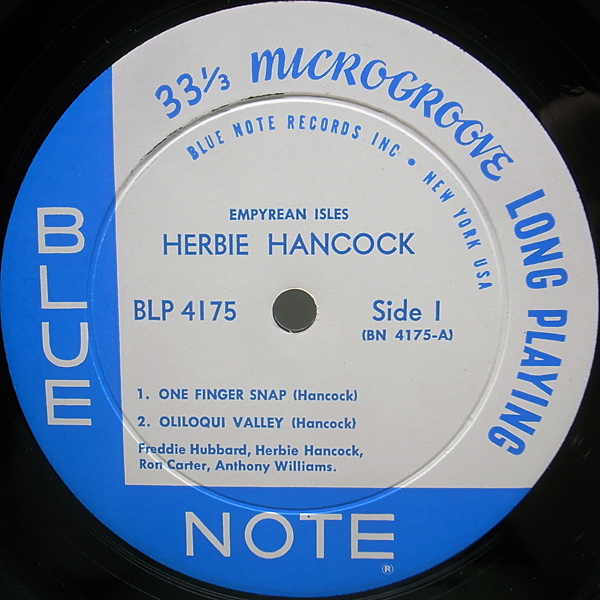 33⅓ MICROGROOVE LONG PLAYING
BLUE NOTE RECORDS INC • NEW YORK USA
EMPYREAN ISLES
HERBIE HANCOCK
BLP 4175
Side 1
(BN 4175-A)
1. ONE FINGER SNAP (Hancock)
2. OLILOQUI VALLEY (Hancock)
Freddie Hubbard, Herbie Hancock,
Ron Carter, Anthony Williams.
BLUE
NOTE
®